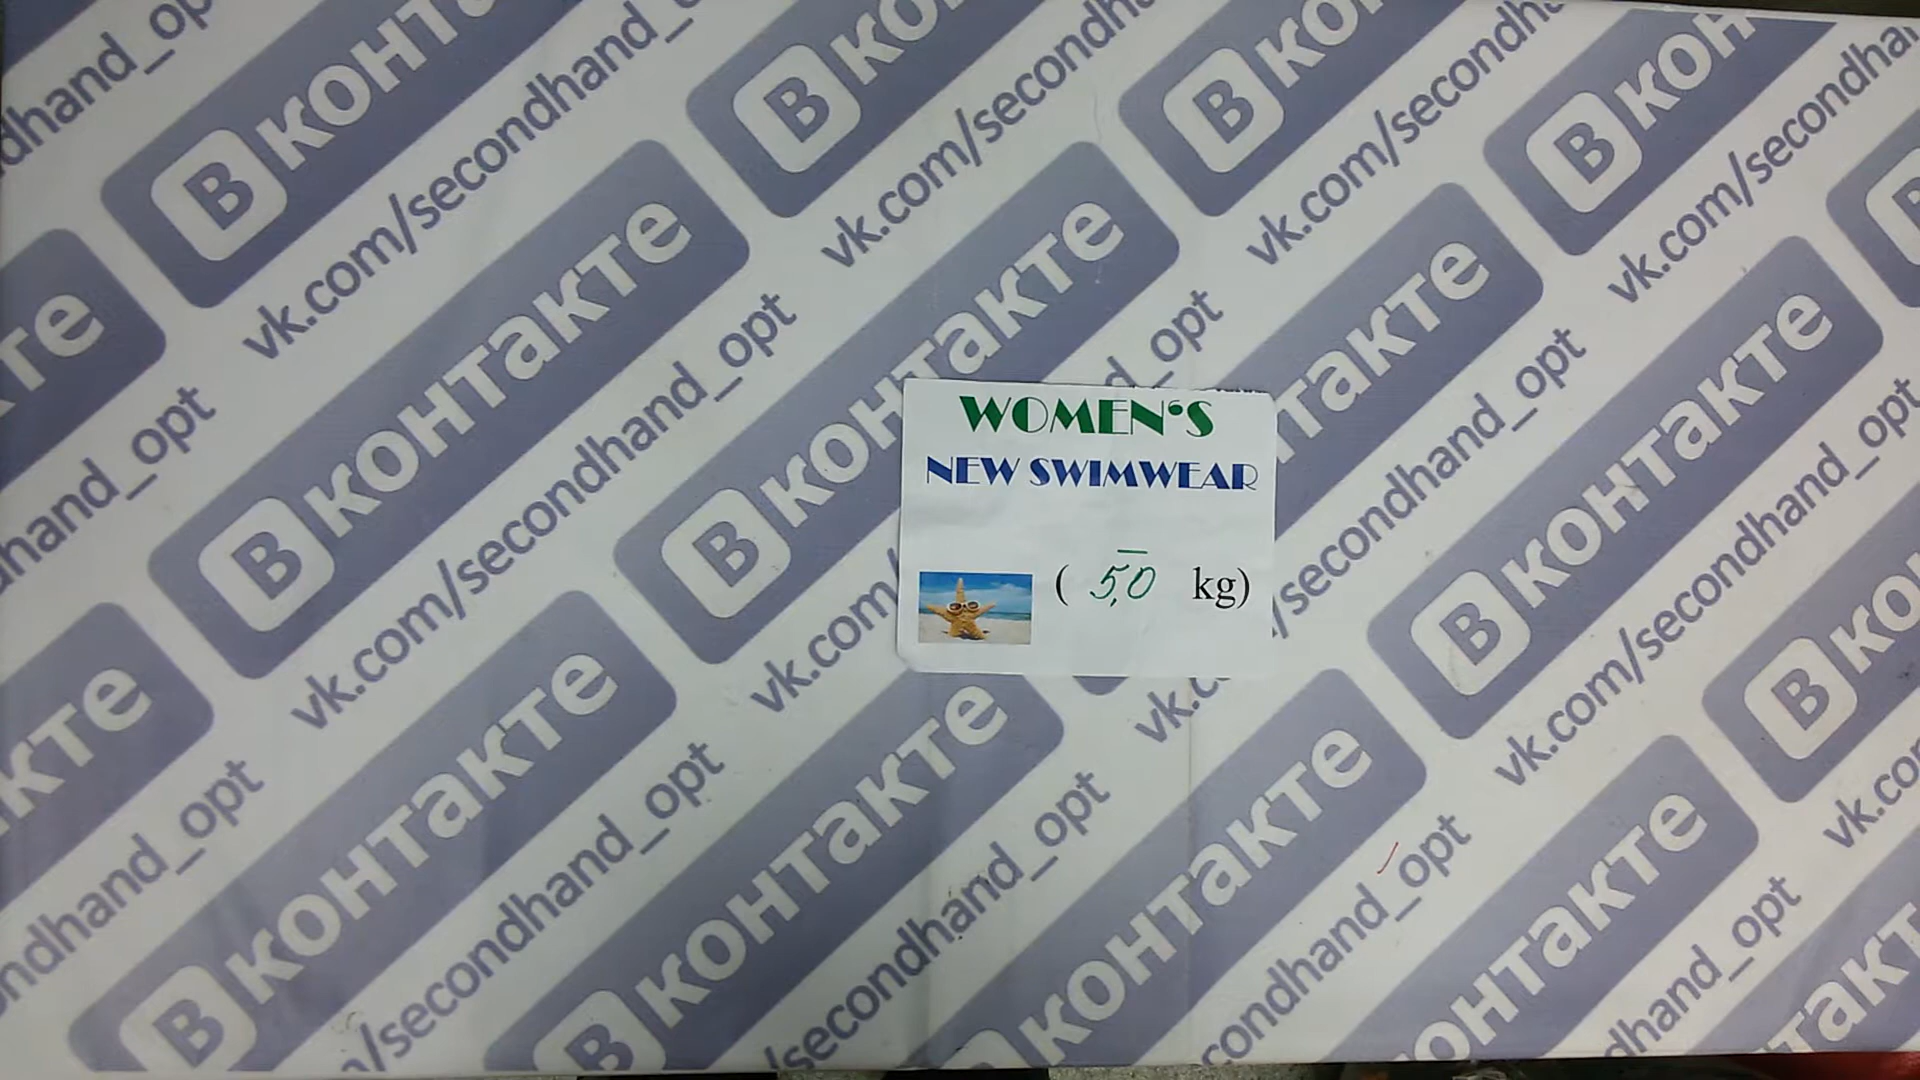 Вконтакте
vk.com/secondhand_opt
WOMEN‘S
NEW SWIMWEAR
( 5,0 kg)